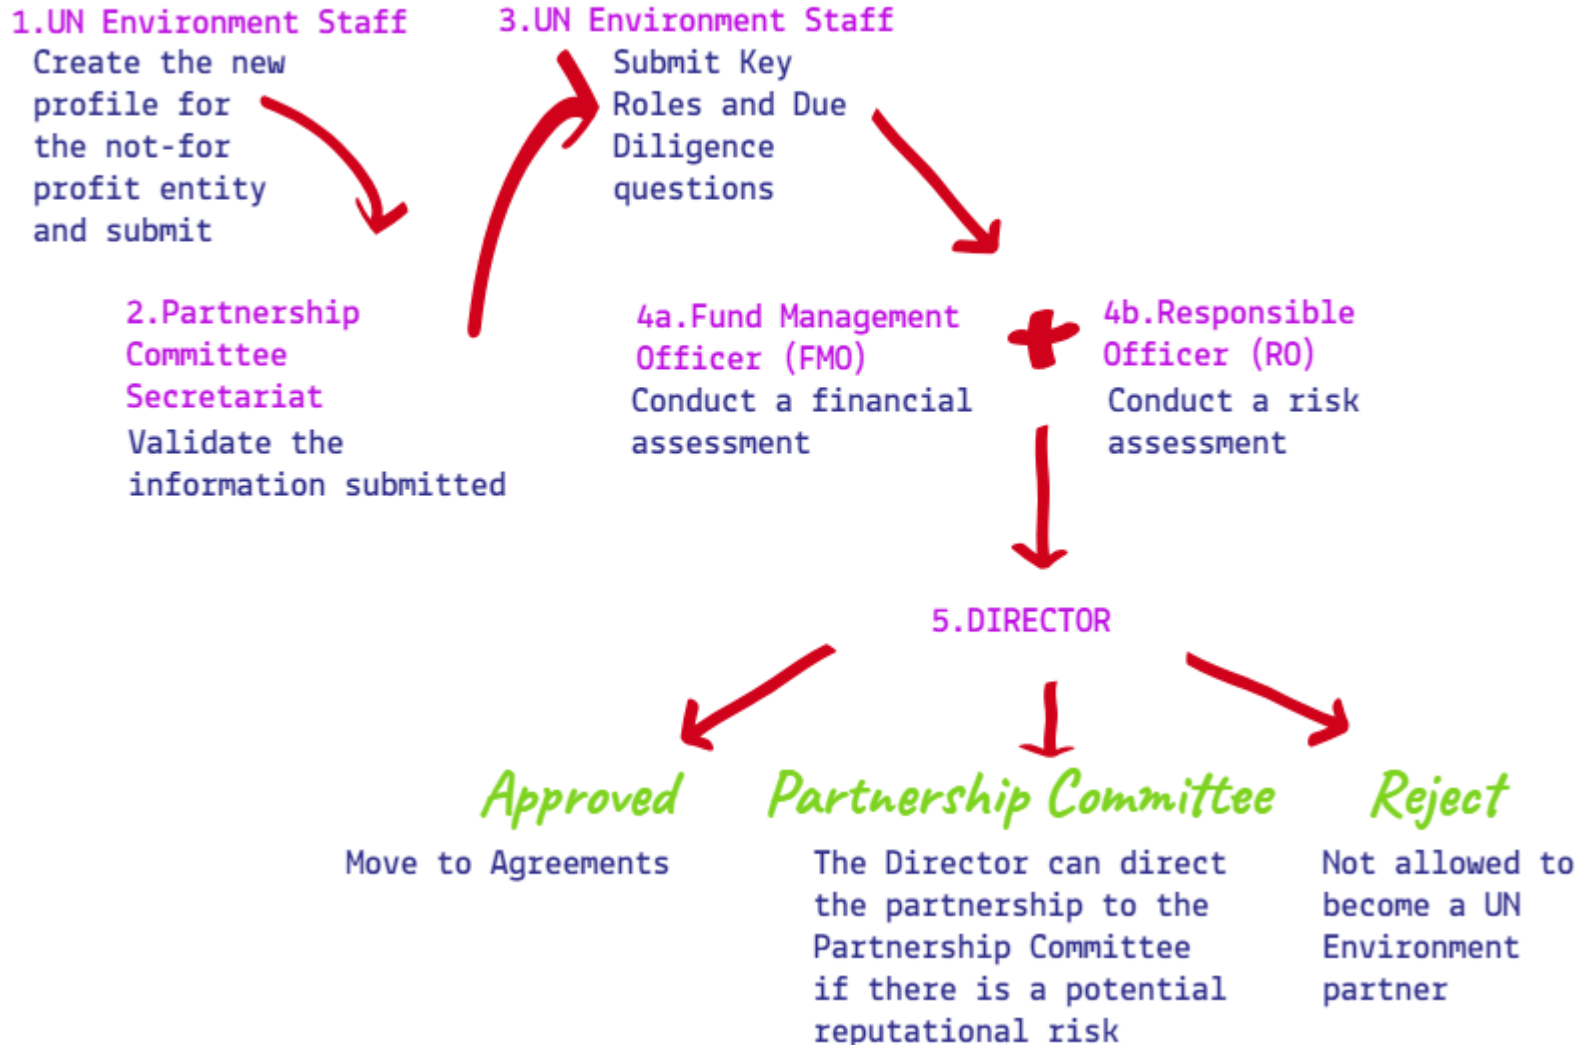 1.UN Environment Staff
Create the new
profile for
the not-for
profit entity
and submit
2.Partnership
Committee
Secretariat
Validate the
information submitted
3.UN Environment Staff
Submit Key
Roles and Due
Diligence
questions
4a.Fund Management
Officer (FMO)
Conduct a financial
assessment
4b.Responsible
Officer (RO)
Conduct a risk
assessment
5.DIRECTOR
Approved
Move to Agreements
Partnership Committee
The Director can direct
the partnership to the
Partnership Committee
if there is a potential
reputational risk
Reject
Not allowed to
become a UN
Environment
partner